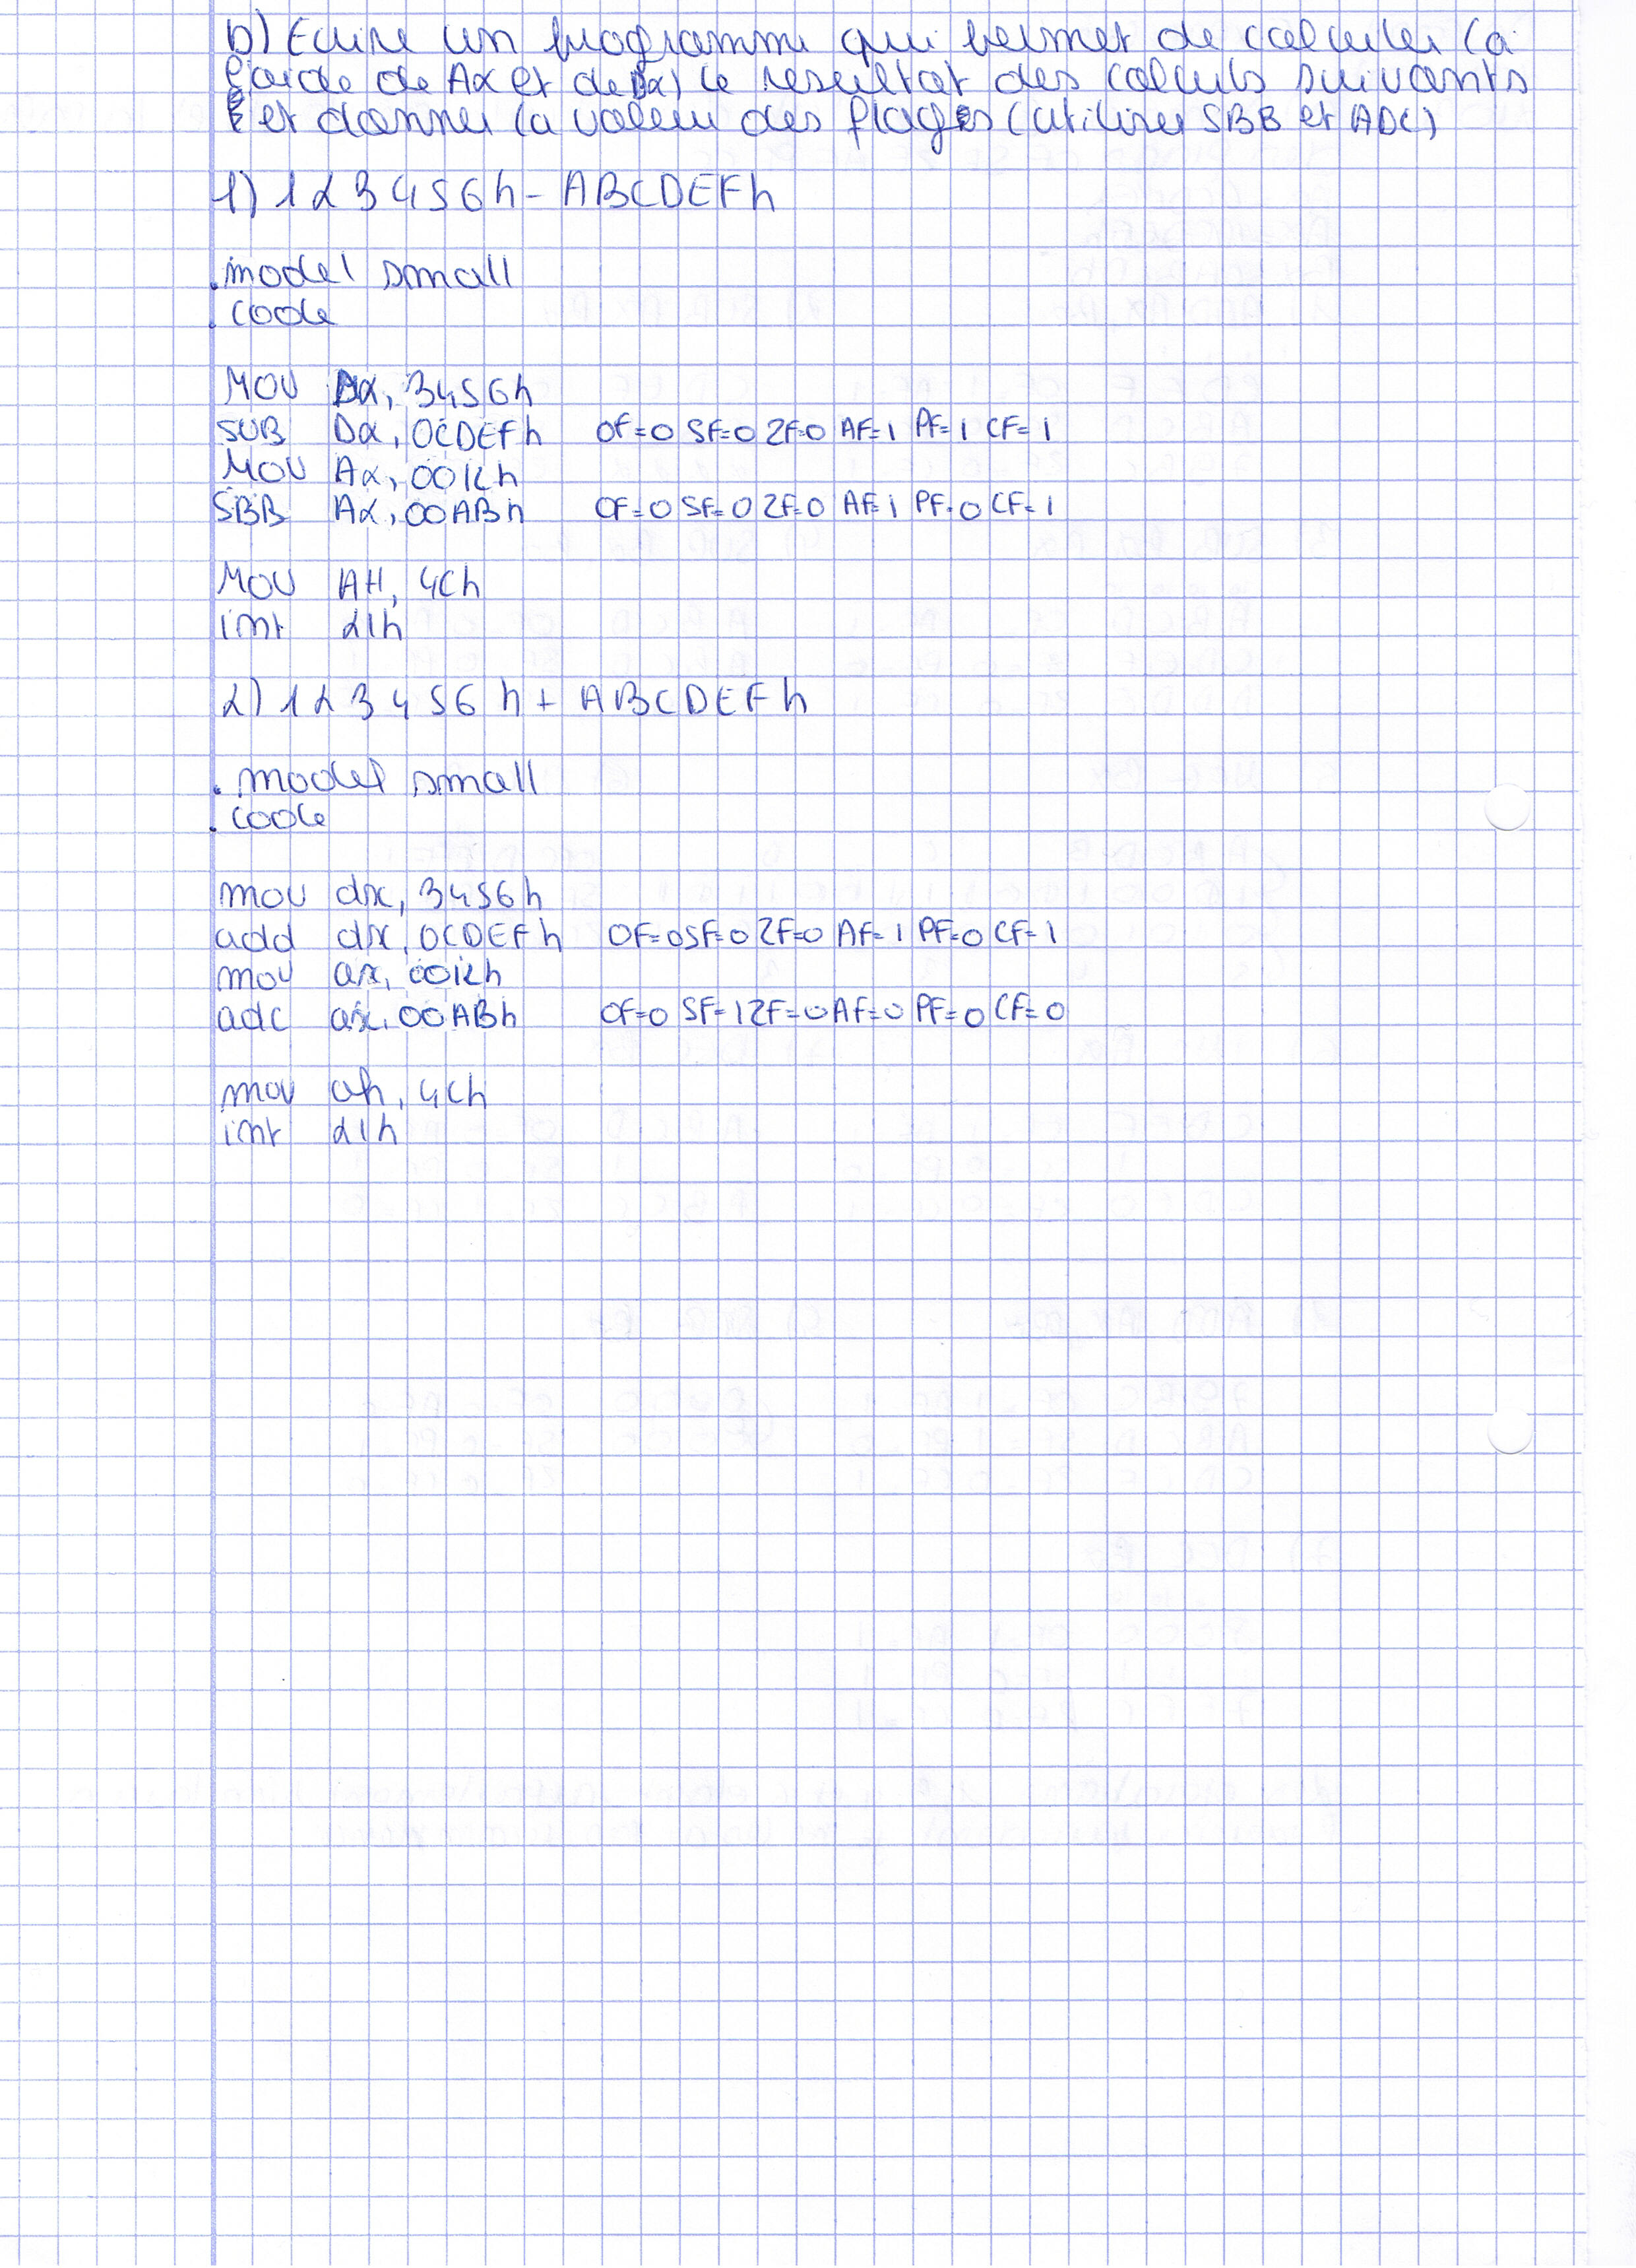 b) Ecrire un programme qui permet de calculer (à
l'aide de Ax et de Dx) le resultat des calculs suivants
et donner la valeur des flages (utiliser SBB et ADC)
1) 123456h - ABCDEFh
.model small
.code
MOV Dx, 3456h
SUB Dx, 0CDEFh OF=0 SF=0 ZF=0 AF=1 PF=1 CF=1
MOV Ax, 0012h
SBB Ax, 00ABh OF=0 SF=0 ZF=0 AF=1 PF=0 CF=1
MOV AH, 4Ch
int 21h
2) 123456h + ABCDEFh
.model small
.code
mov dx, 3456h
add dx, 0CDEFh OF=0 SF=0 ZF=0 AF=1 PF=0 CF=1
mov ax, 0012h
adc ax, 00ABh OF=0 SF=1 ZF=0 AF=0 PF=0 CF=0
mov ah, 4Ch
int 21h